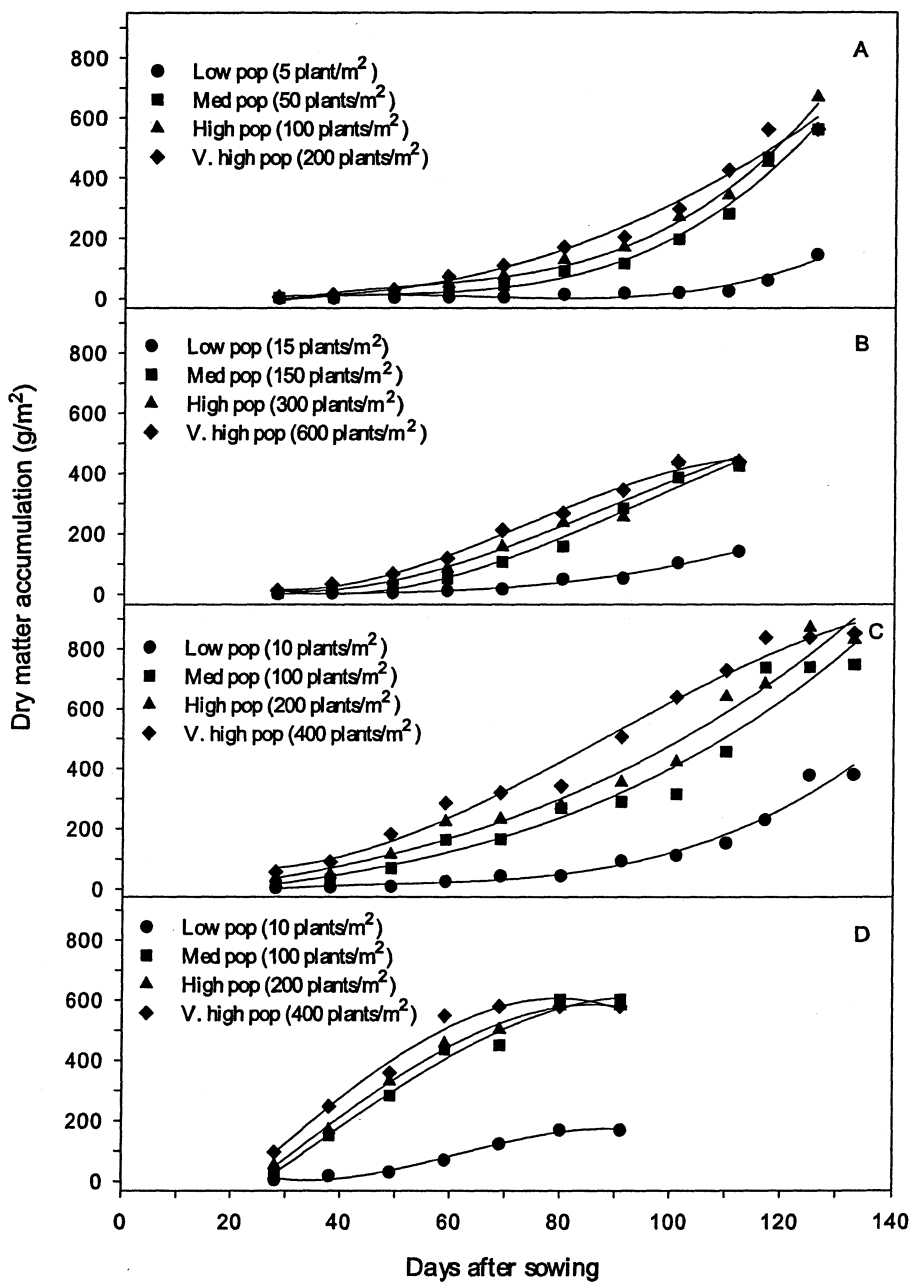 A
800
Low pop (5 plant/m²)
Med pop (50 plants/m²)
600
High pop (100 plants/m²)
V. high pop (200 plants/m²)
400
200
0
B
800
Low pop (15 plants/m²)
Med pop (150 plants/m²)
High pop (300 plants/m²)
600
V. high pop (600 plants/m²)
400
200
0
Dry matter accumulation (g/m²)
C
800
Low pop (10 plants/m²)
Med pop (100 plants/m²)
High pop (200 plants/m²)
600
V. high pop (400 plants/m²)
400
200
0
D
Low pop (10 plants/m²)
800
Med pop (100 plants/m²)
High pop (200 plants/m²)
V. high pop (400 plants/m²)
600
400
200
0
0 20 40 60 80 100 120 140
Days after sowing